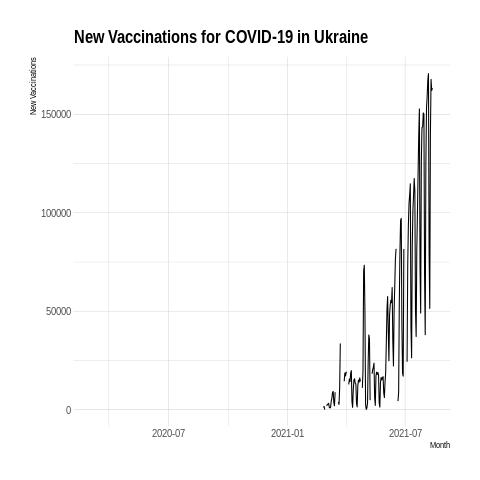 New Vaccinations for COVID-19 in Ukraine
New Vaccinations
150000
100000
50000
0
2020-07
2021-01
2021-07
Month